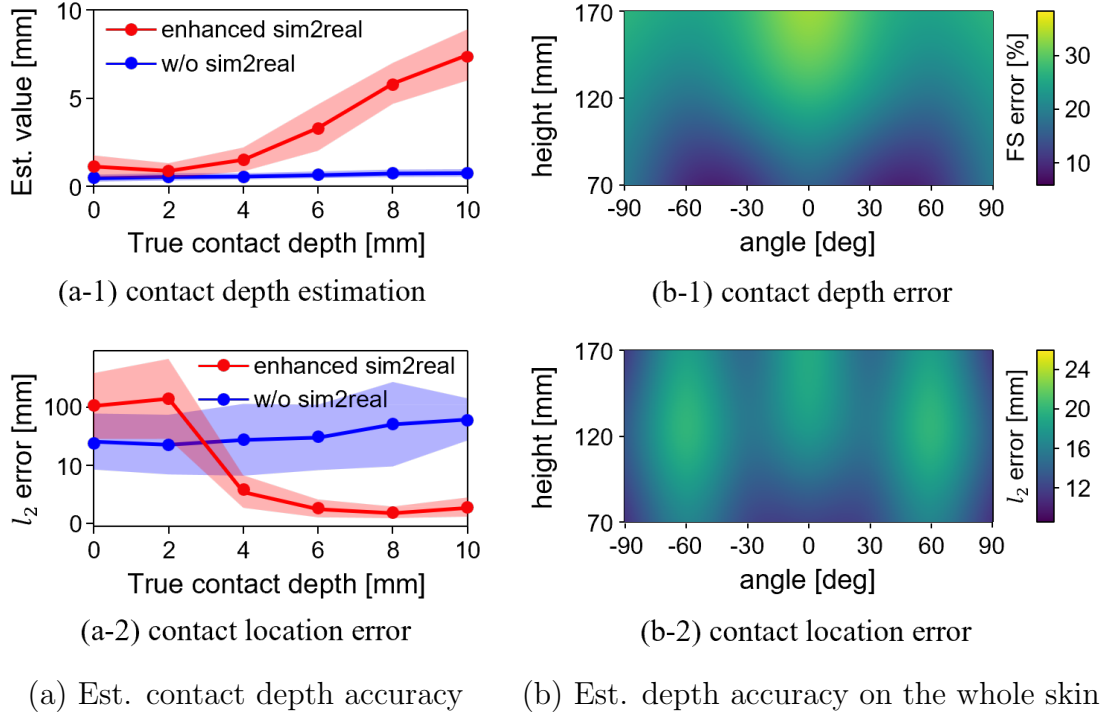 10
5
0
Est. value [mm]
enhanced sim2real
w/o sim2real
0 2 4 6 8 10
True contact depth [mm]
(a-1) contact depth estimation
170
120
70
height [mm]
-90 -60 -30 0 30 60 90
angle [deg]
30
20
10
FS error [%]
(b-1) contact depth error
100
10
0
l₂ error [mm]
enhanced sim2real
w/o sim2real
0 2 4 6 8 10
True contact depth [mm]
(a-2) contact location error
170
120
70
height [mm]
-90 -60 -30 0 30 60 90
angle [deg]
24
20
16
12
l₂ error [mm]
(b-2) contact location error
(a) Est. contact depth accuracy
(b) Est. depth accuracy on the whole skin